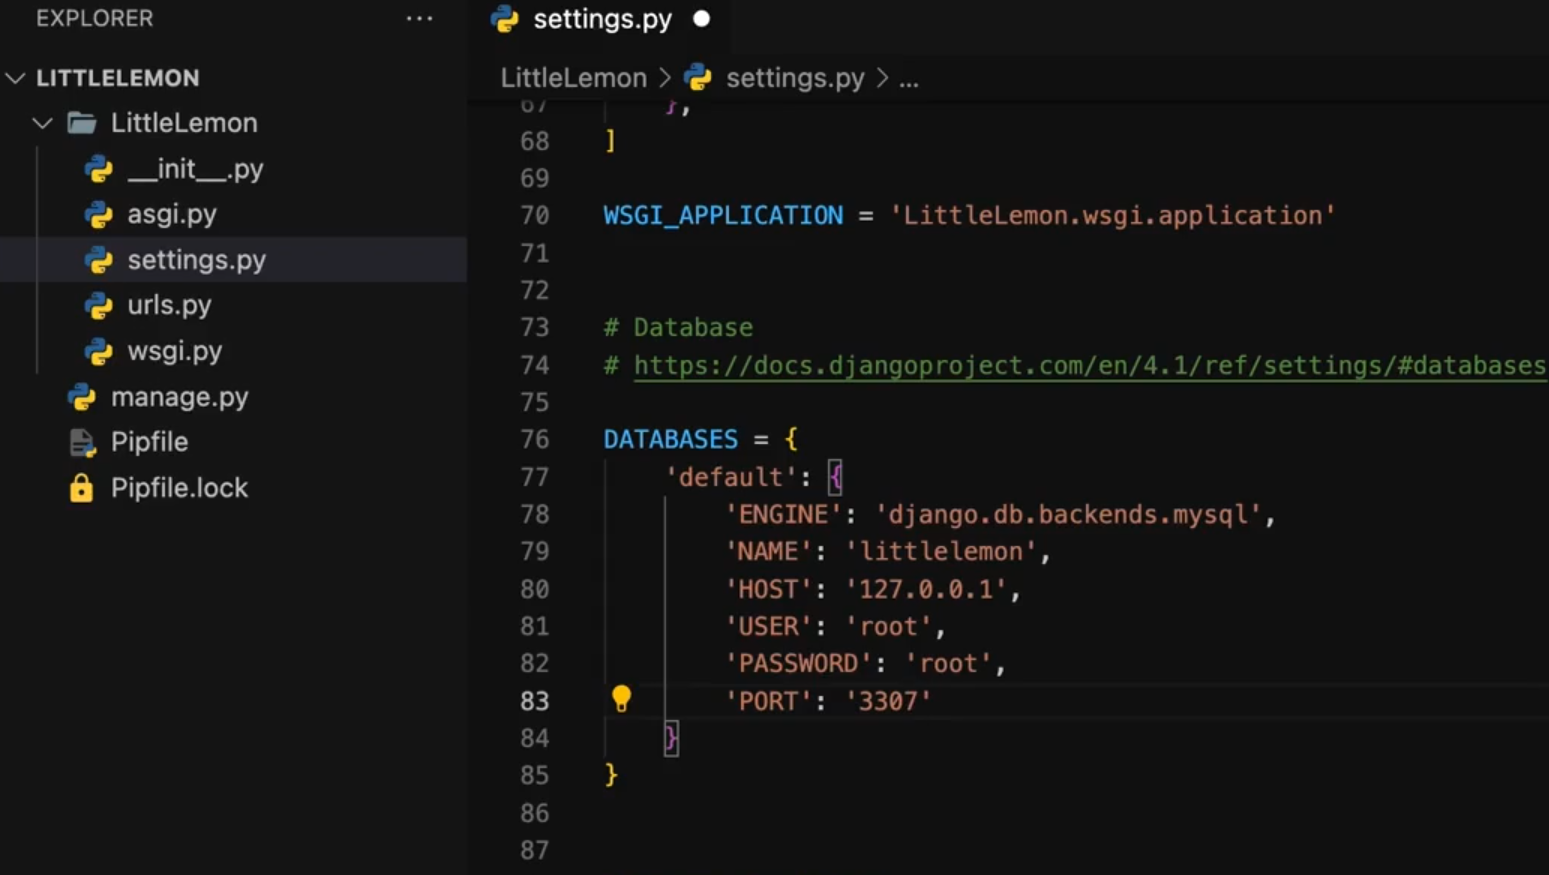 EXPLORER ...
LITTLELEMON
LittleLemon
__init__.py
asgi.py
settings.py
urls.py
wsgi.py
manage.py
Pipfile
Pipfile.lock
settings.py
LittleLemon > settings.py > ...
67 },
68 ]
69
70 WSGI_APPLICATION = 'LittleLemon.wsgi.application'
71
72
73 # Database
74 # https://docs.djangoproject.com/en/4.1/ref/settings/#databases
75
76 DATABASES = {
77 'default': {
78 'ENGINE': 'django.db.backends.mysql',
79 'NAME': 'littlelemon',
80 'HOST': '127.0.0.1',
81 'USER': 'root',
82 'PASSWORD': 'root',
83 'PORT': '3307'
84 }
85 }
86
87